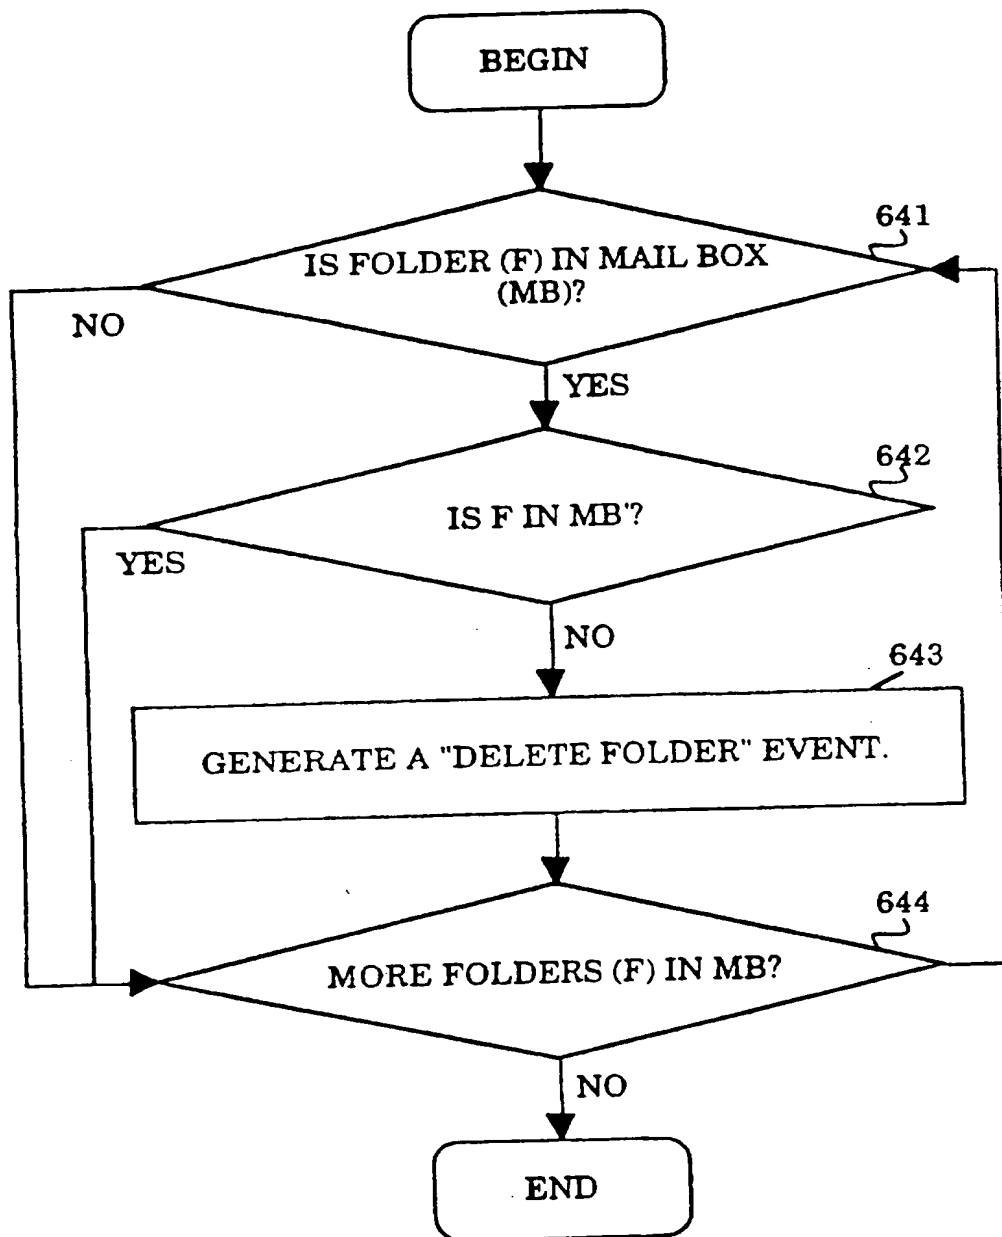 BEGIN
641
IS FOLDER (F) IN MAIL BOX
(MB)?
NO
YES
642
IS F IN MB'?
YES
NO
643
GENERATE A "DELETE FOLDER" EVENT.
644
MORE FOLDERS (F) IN MB?
NO
END